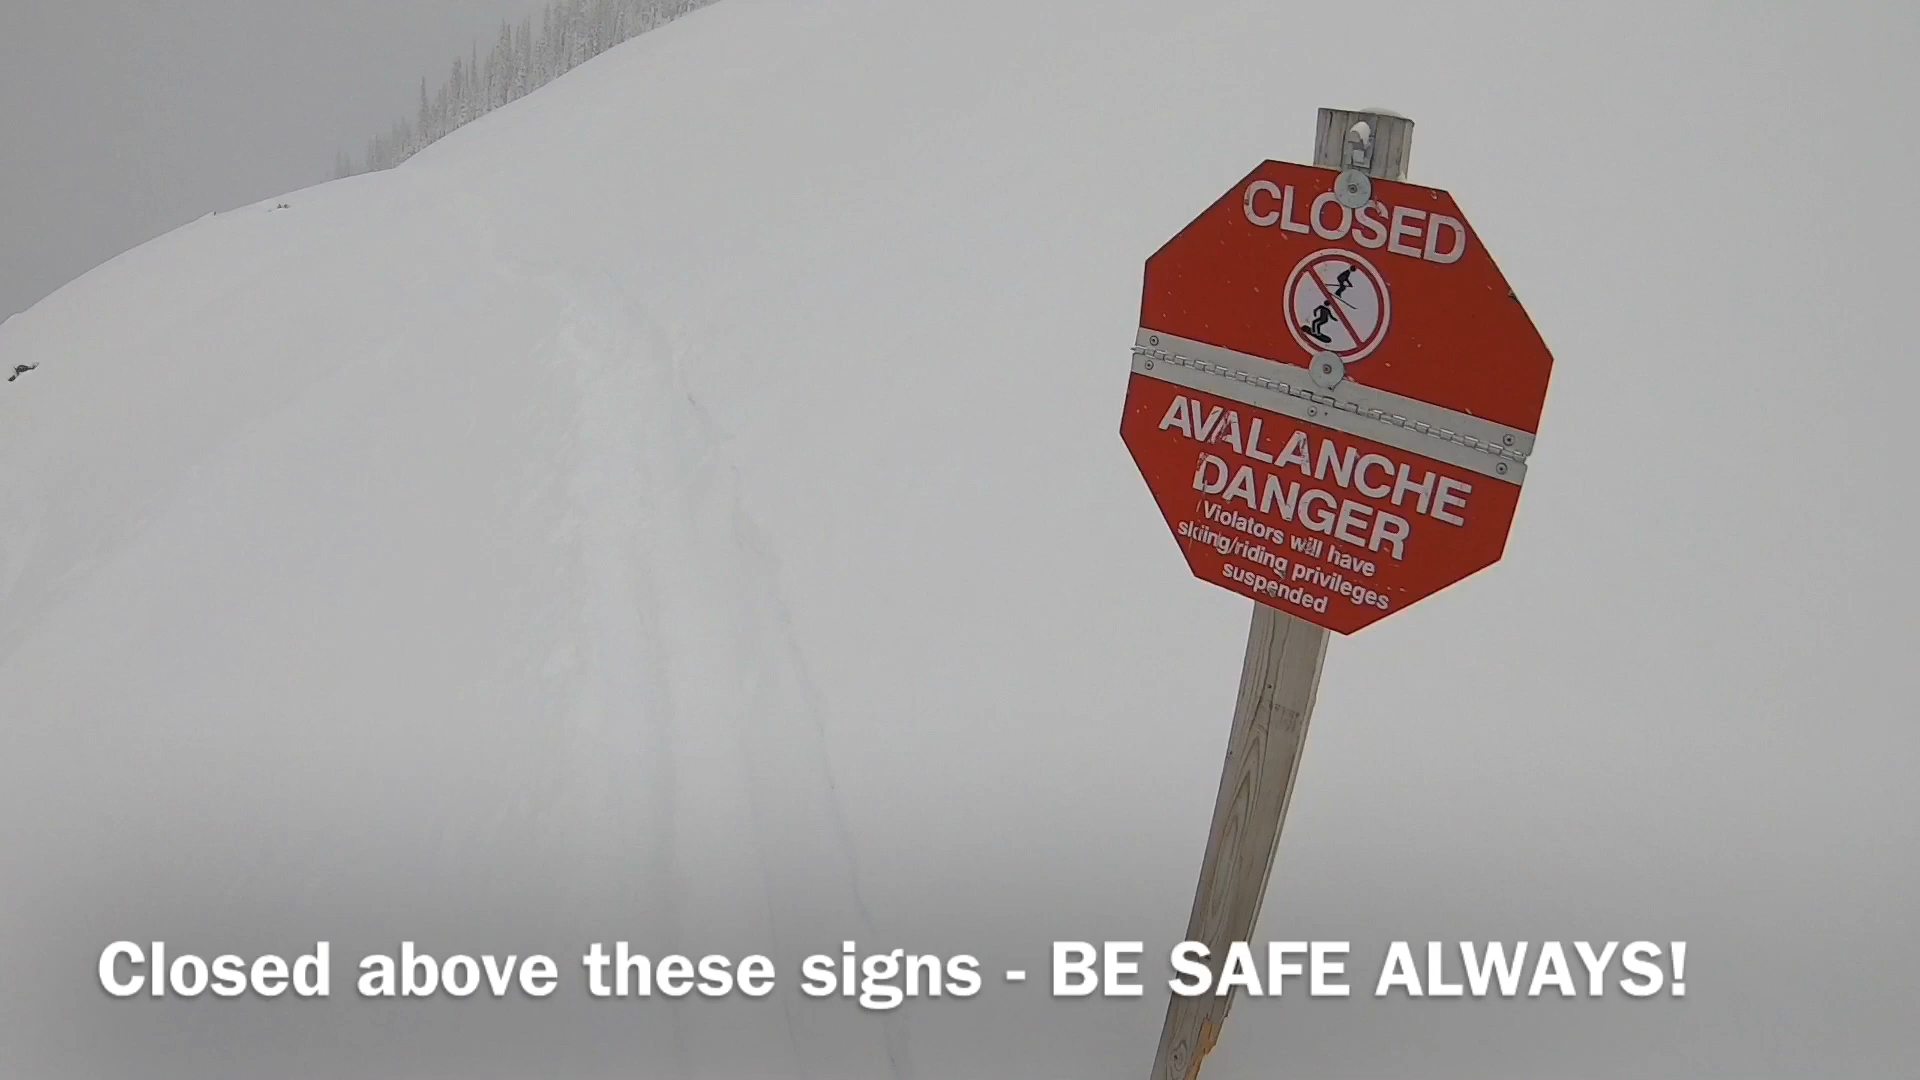 CLOSED
AVALANCHE
DANGER
Violators will have
skiing/riding privileges
suspended
Closed above these signs - BE SAFE ALWAYS!